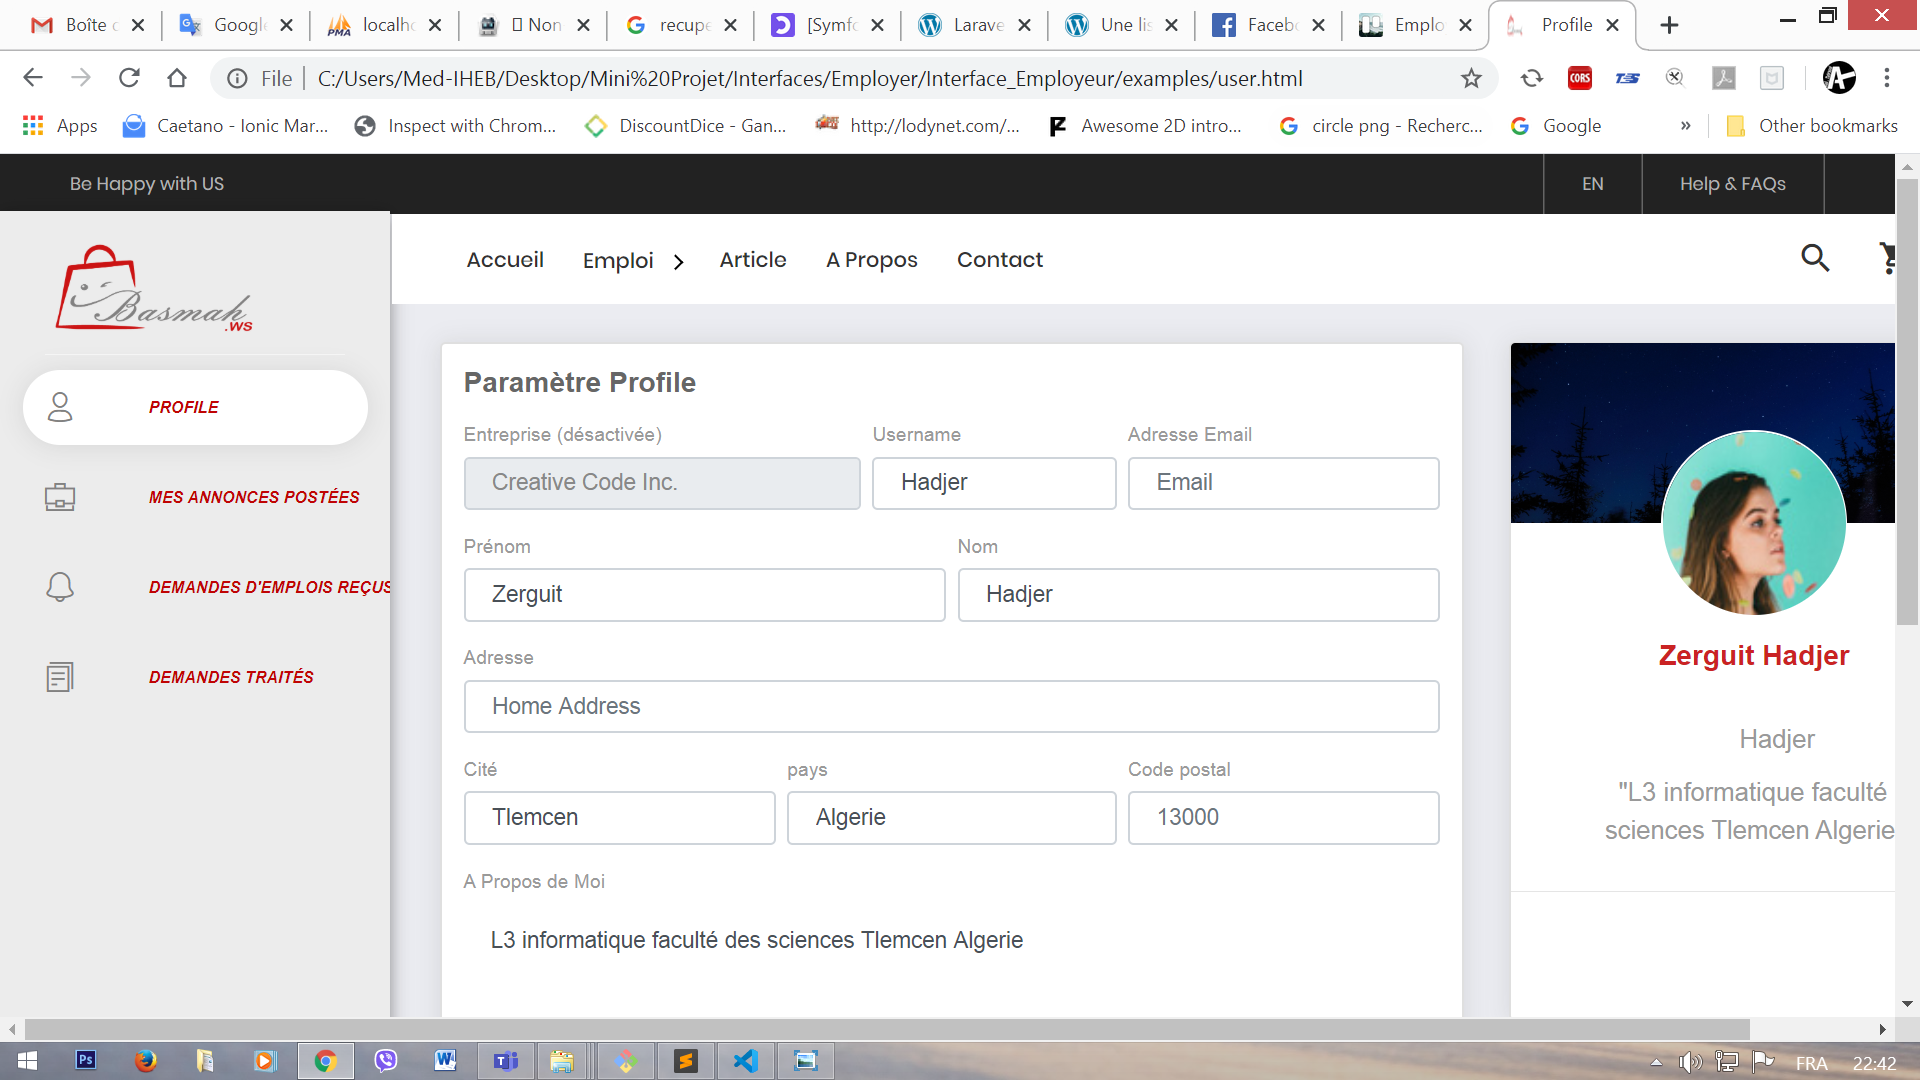 Boîte
Google
localho
Non
recupe
[Symfo
Larave
Une lis
Facebo
Emplo
Profile
File
C:/Users/Med-IHEB/Desktop/Mini%20Projet/Interfaces/Employer/Interface_Employeur/examples/user.html
CORS
Apps
Caetano - Ionic Mar...
Inspect with Chrom...
DiscountDice - Gan...
http://lodynet.com/...
Awesome 2D intro...
circle png - Recherc...
Google
»
Other bookmarks
Be Happy with US
EN
Help & FAQs
Basmah
.ws
Accueil
Emploi
Article
A Propos
Contact
PROFILE
MES ANNONCES POSTÉES
DEMANDES D'EMPLOIS REÇUS
DEMANDES TRAITÉS
Paramètre Profile
Entreprise (désactivée)
Username
Adresse Email
Creative Code Inc.
Hadjer
Email
Prénom
Nom
Zerguit
Hadjer
Adresse
Home Address
Cité
pays
Code postal
Tlemcen
Algerie
13000
A Propos de Moi
L3 informatique faculté des sciences Tlemcen Algerie
Zerguit Hadjer
Hadjer
"L3 informatique faculté
sciences Tlemcen Algerie
FRA
22:42